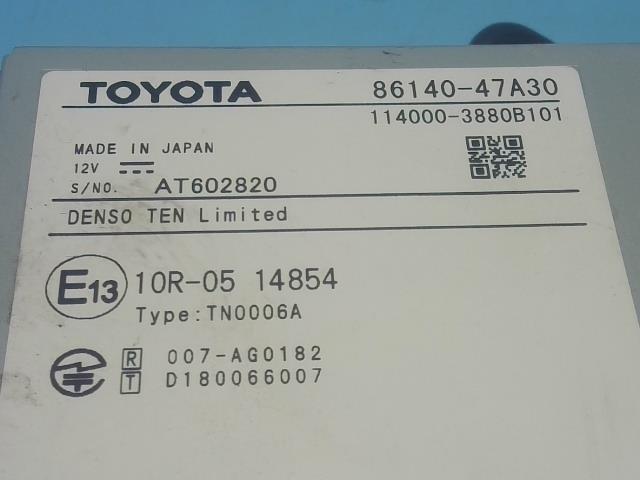 TOYOTA 86140-47A30
114000-3880B101
MADE IN JAPAN
12V
S/NO. AT602820
DENSO TEN Limited
E13 10R-05 14854
Type:TN0006A
R 007-AG0182
T D180066007